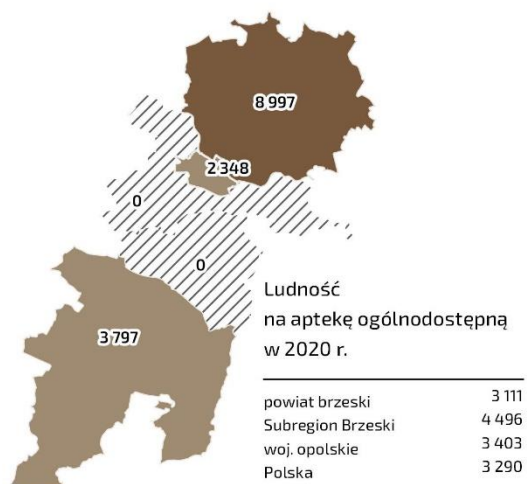 8 997
2 348
0
0
3 797
Ludność
na aptekę ogólnodostępną
w 2020 r.
powiat brzeski 3 111
Subregion Brzeski 4 496
woj. opolskie 3 403
Polska 3 290